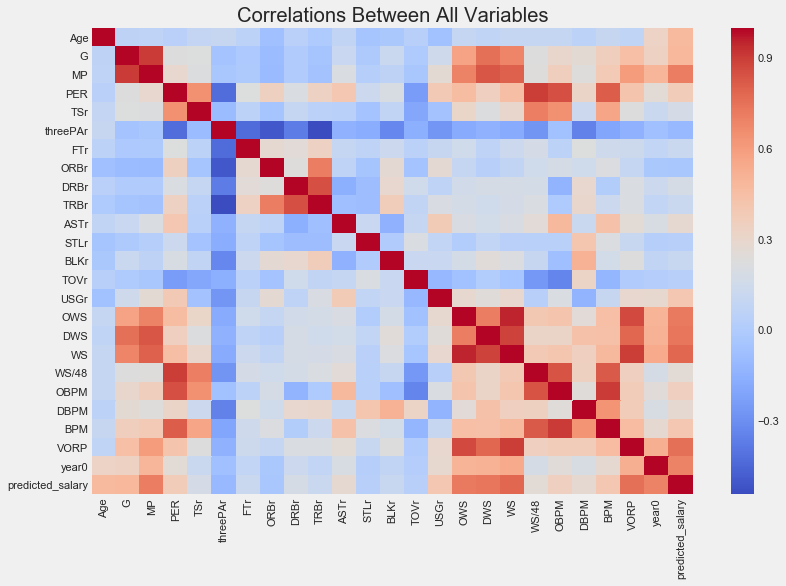 Correlations Between All Variables
Age
G
MP
PER
TSr
threePAr
FTr
ORBr
DRBr
TRBr
ASTr
STLr
BLKr
TOVr
USGr
OWS
DWS
WS
WS/48
OBPM
DBPM
BPM
VORP
year0
predicted_salary
Age
G
MP
PER
TSr
threePAr
FTr
ORBr
DRBr
TRBr
ASTr
STLr
BLKr
TOVr
USGr
OWS
DWS
WS
WS/48
OBPM
DBPM
BPM
VORP
year0
predicted_salary
0.9
0.6
0.3
0.0
−0.3